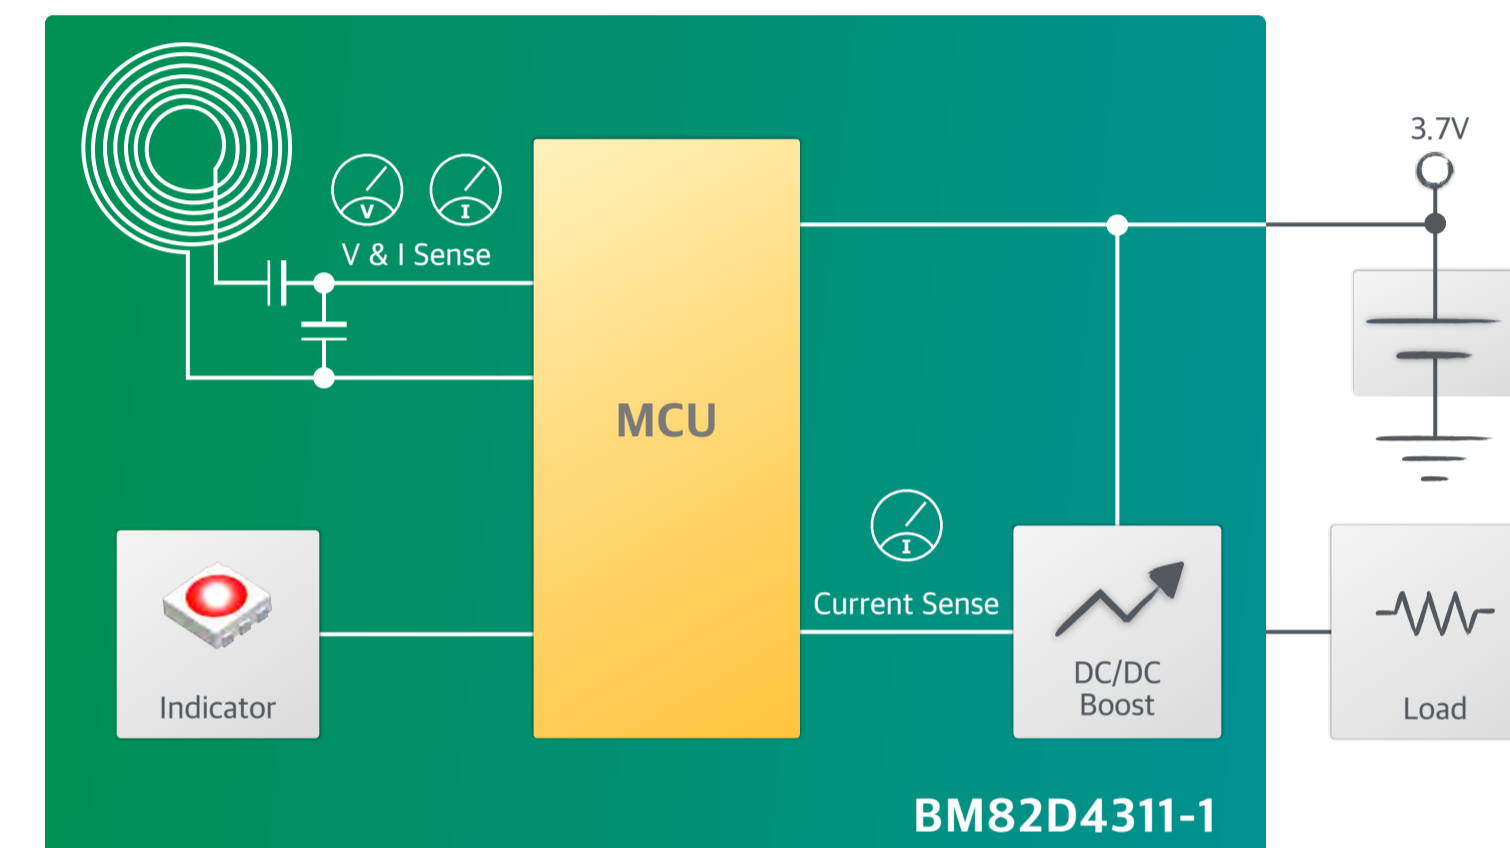 3.7V
V
I
V & I Sense
MCU
I
Current Sense
Indicator
DC/DC
Boost
Load
BM82D4311-1